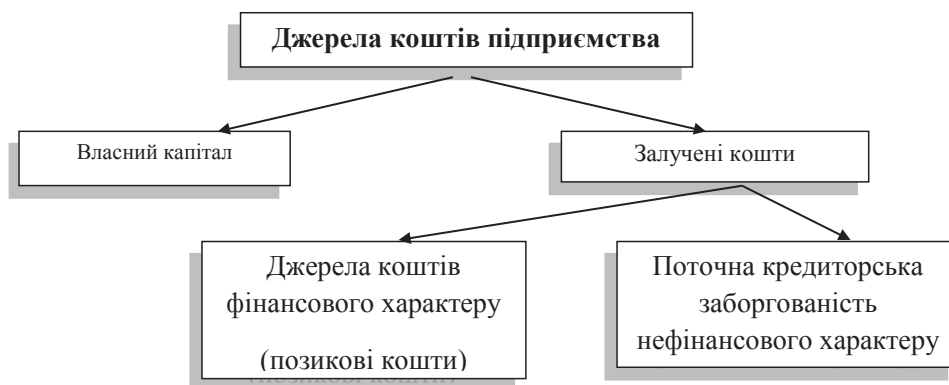 Джерела коштів підприємства
Власний капітал
Залучені кошти
Джерела коштів
фінансового характеру
(позикові кошти)
Поточна кредиторська
заборгованість
нефінансового характеру